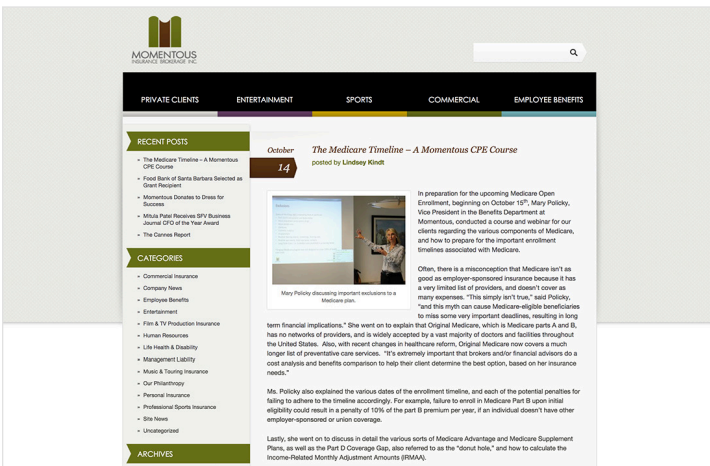 MOMENTOUS
INSURANCE BROKERAGE INC
PRIVATE CLIENTS
ENTERTAINMENT
SPORTS
COMMERCIAL
EMPLOYEE BENEFITS
RECENT POSTS
The Medicare Timeline – A Momentous
CPE Course
Food Bank of Santa Barbara Selected as
Grant Recipient
Momentous Donates to Dress for
Success
Mitula Patel Receives SFV Business
Journal CFO of the Year Award
The Cannes Report
CATEGORIES
Commercial Insurance
Company News
Employee Benefits
Entertainment
Film & TV Production Insurance
Human Resources
Life Health & Disability
Management Liability
Music & Touring Insurance
Our Philanthropy
Personal Insurance
Professional Sports Insurance
Site News
Uncategorized
ARCHIVES
October
14
The Medicare Timeline – A Momentous CPE Course
posted by Lindsey Kindt
Mary Policky discussing important exclusions to a
Medicare plan.
In preparation for the upcoming Medicare Open
Enrollment, beginning on October 15th, Mary Policky,
Vice President in the Benefits Department at
Momentous, conducted a course and webinar for our
clients regarding the various components of Medicare,
and how to prepare for the important enrollment
timelines associated with Medicare.
Often, there is a misconception that Medicare isn't as
good as employer-sponsored insurance because it has
a very limited list of providers, and doesn't cover as
many expenses. "This simply isn't true," said Policky,
"and this myth can cause Medicare-eligible beneficiaries
to miss some very important deadlines, resulting in long
term financial implications." She went on to explain that Original Medicare, which is Medicare parts A and B,
has no networks of providers, and is widely accepted by a vast majority of doctors and facilities throughout
the United States. Also, with recent changes in healthcare reform, Original Medicare now covers a much
longer list of preventative care services. "It's extremely important that brokers and/or financial advisors do a
cost analysis and benefits comparison to help their client determine the best option, based on her insurance
needs."
Ms. Policky also explained the various dates of the enrollment timeline, and each of the potential penalties for
failing to adhere to the timeline accordingly. For example, failure to enroll in Medicare Part B upon initial
eligibility could result in a penalty of 10% of the part B premium per year, if an individual doesn't have other
employer-sponsored or union coverage.
Lastly, she went on to discuss in detail the various sorts of Medicare Advantage and Medicare Supplement
Plans, as well as the Part D Coverage Gap, also referred to as the "donut hole," and how to calculate the
Income-Related Monthly Adjustment Amounts (IRMAA).